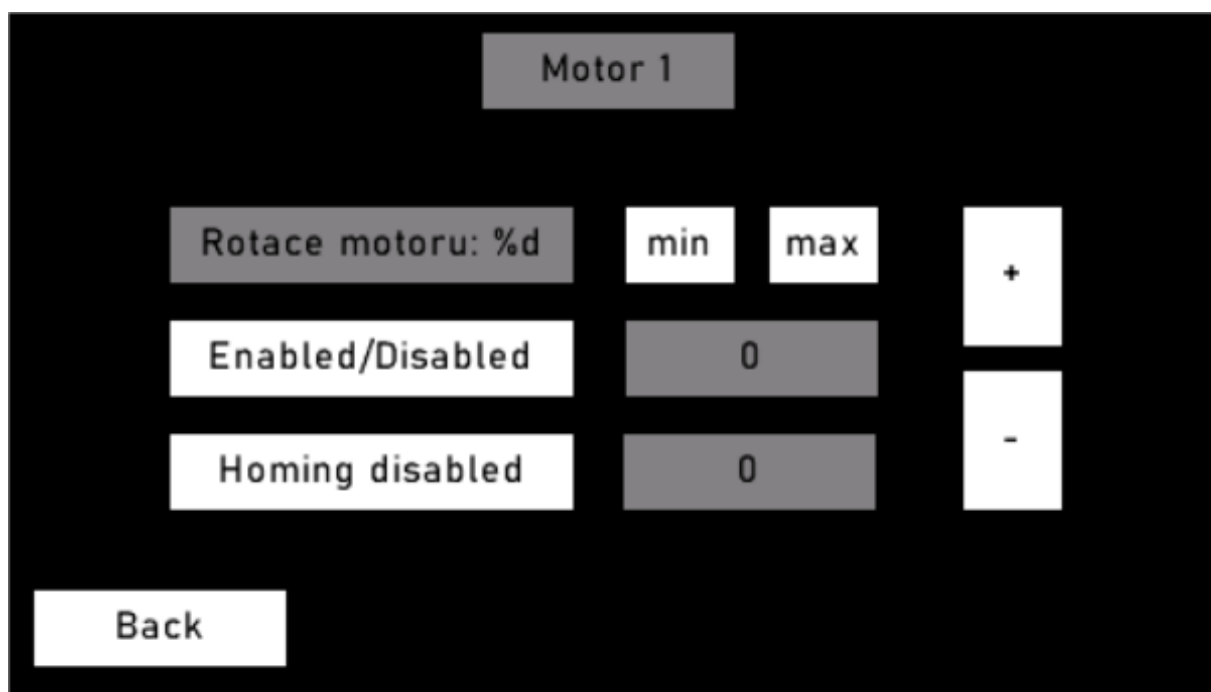 Motor 1
Rotace motoru: %d min max +
Enabled/Disabled 0
Homing disabled 0 -
Back